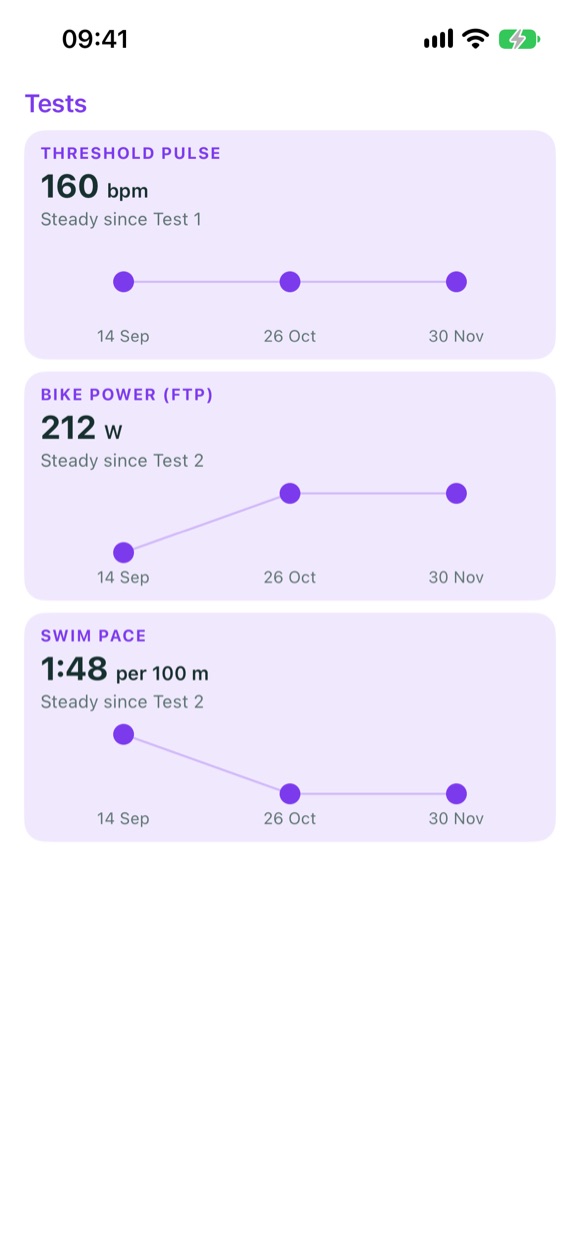 09:41
Tests
THRESHOLD PULSE
160 bpm
Steady since Test 1
14 Sep 26 Oct 30 Nov
BIKE POWER (FTP)
212 W
Steady since Test 2
14 Sep 26 Oct 30 Nov
SWIM PACE
1:48 per 100 m
Steady since Test 2
14 Sep 26 Oct 30 Nov